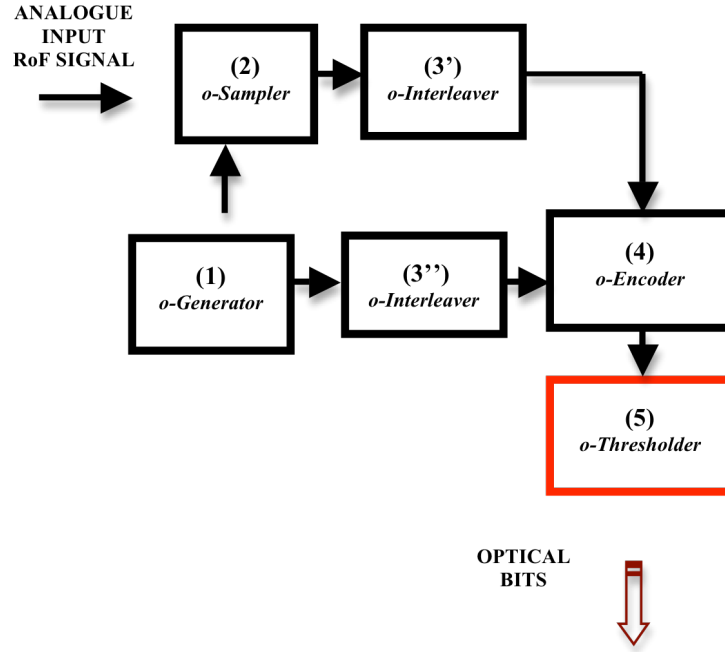 ANALOGUE
INPUT
RoF SIGNAL
(2)
o-Sampler
(3')
o-Interleaver
(1)
o-Generator
(3'')
o-Interleaver
(4)
o-Encoder
(5)
o-Thresholder
OPTICAL
BITS